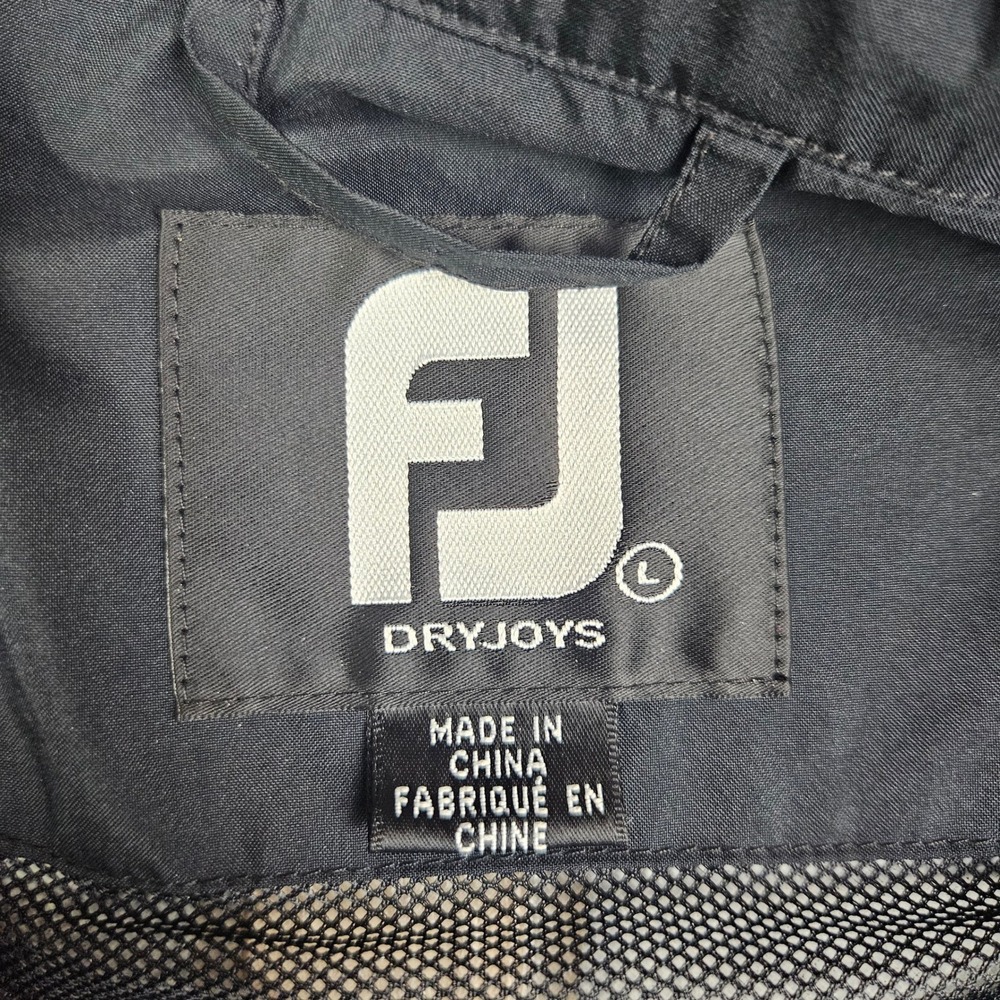 FJ
L
DRYJOYS
MADE IN
CHINA
FABRIQUÉ EN
CHINE